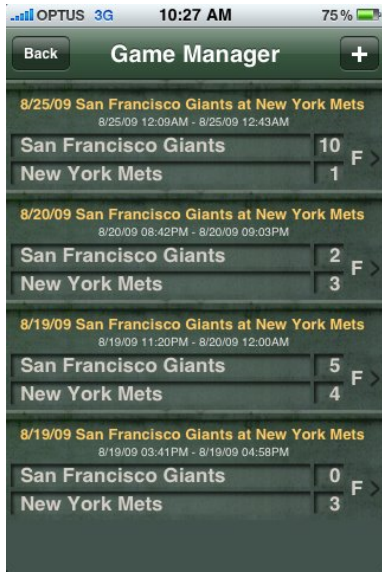 OPTUS 3G 10:27 AM 75%
Back Game Manager +
8/25/09 San Francisco Giants at New York Mets
8/25/09 12:09AM - 8/25/09 12:43AM
San Francisco Giants 10
F
New York Mets 1
8/20/09 San Francisco Giants at New York Mets
8/20/09 08:42PM - 8/20/09 09:03PM
San Francisco Giants 2
F
New York Mets 3
8/19/09 San Francisco Giants at New York Mets
8/19/09 11:20PM - 8/20/09 12:00AM
San Francisco Giants 5
F
New York Mets 4
8/19/09 San Francisco Giants at New York Mets
8/19/09 03:41PM - 8/19/09 04:58PM
San Francisco Giants 0
F
New York Mets 3